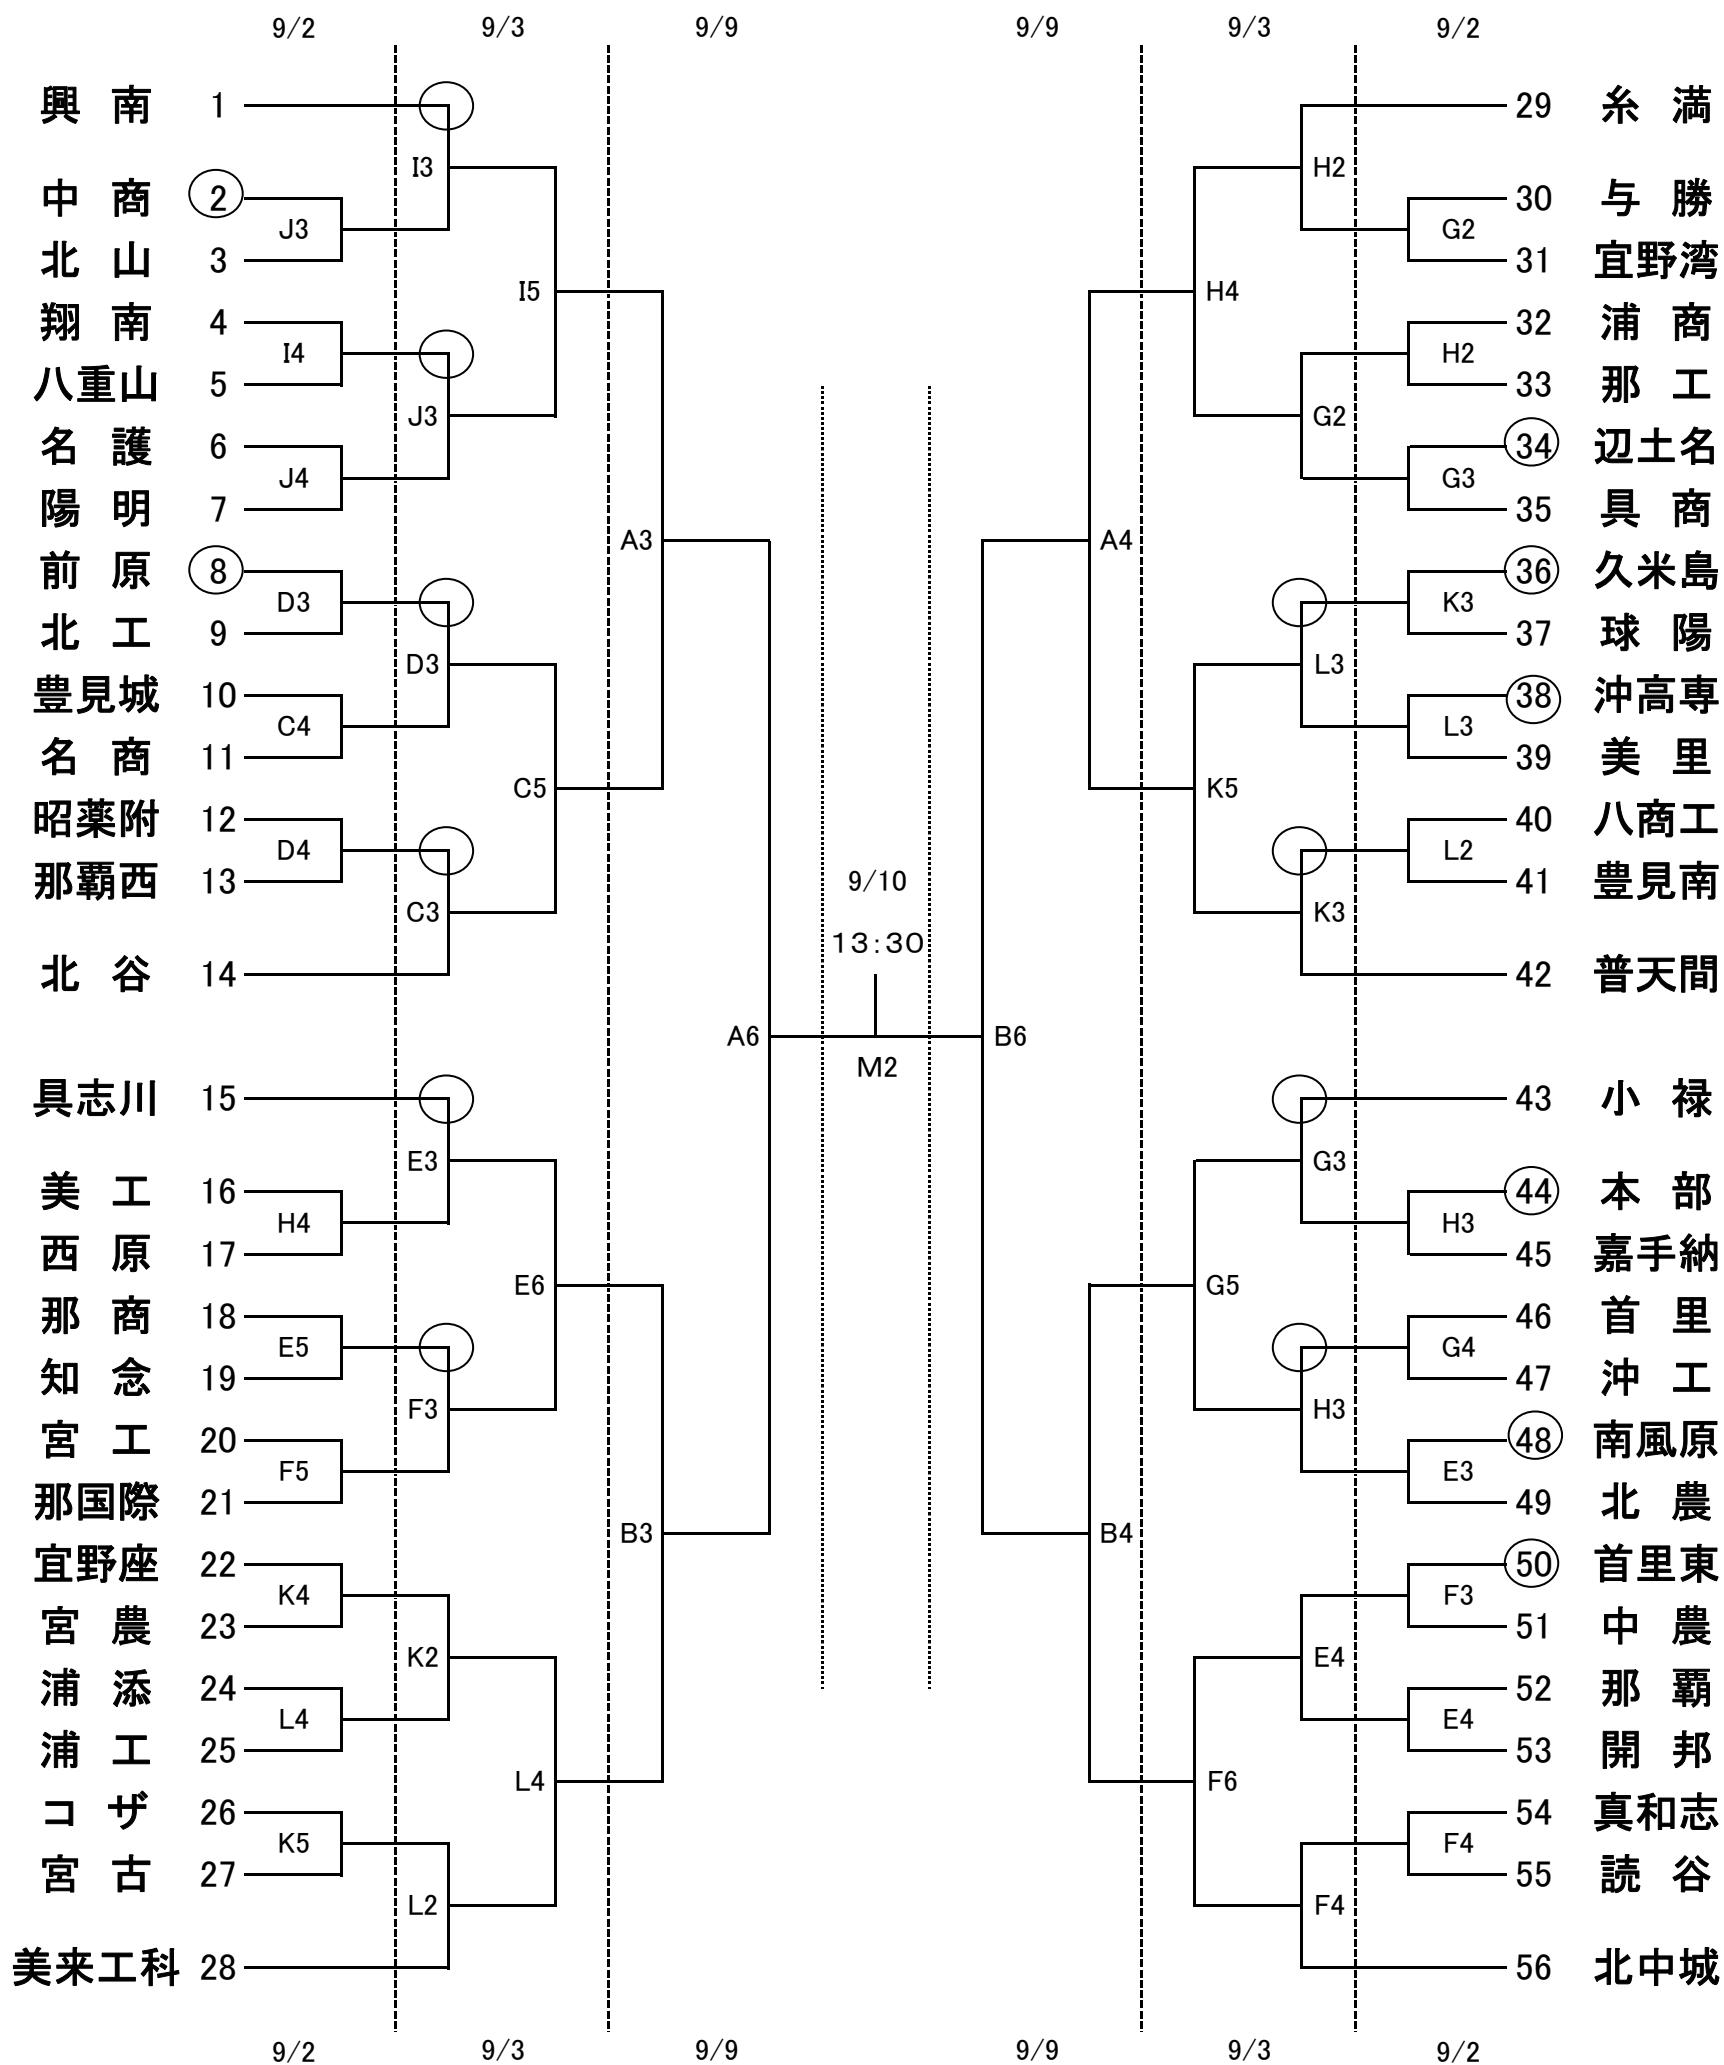 9/2 9/3 9/9 9/9 9/3 9/2
興 南 1 29 糸 満
I3 H2
中 商 2 30 与 勝
J3 G2
北 山 3 31 宜野湾
I5 H4
翔 南 4 32 浦 商
I4 H2
八重山 5 33 那 工
J3 G2
名 護 6 34 辺土名
J4 G3
陽 明 7 35 具 商
A3 A4
前 原 8 36 久米島
D3 K3
北 工 9 37 球 陽
D3 L3
豊見城 10 38 沖高専
C4 L3
名 商 11 39 美 里
C5 K5
昭薬附 12 40 八商工
D4 L2
那覇西 13 9/10 41 豊見南
C3 K3
13:30
北 谷 14 42 普天間
A6 B6
M2
具志川 15 43 小 禄
E3 G3
美 工 16 44 本 部
H4 H3
西 原 17 45 嘉手納
E6 G5
那 商 18 46 首 里
E5 G4
知 念 19 47 沖 工
F3 H3
宮 工 20 48 南風原
F5 E3
那国際 21 49 北 農
B3 B4
宜野座 22 50 首里東
K4 F3
宮 農 23 51 中 農
K2 E4
浦 添 24 52 那 覇
L4 E4
浦 工 25 53 開 邦
L4 F6
コ ザ 26 54 真和志
K5 F4
宮 古 27 55 読 谷
L2 F4
美来工科 28 56 北中城
9/2 9/3 9/9 9/9 9/3 9/2